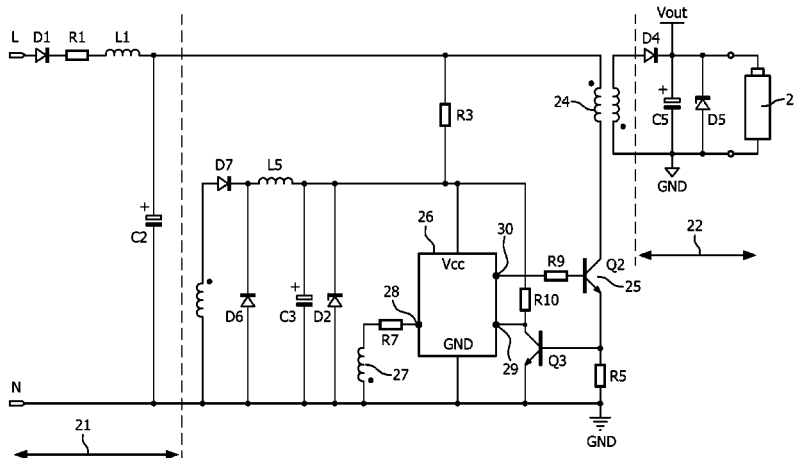 Vout
L D1 R1 L1
D4
24
C5
D5
2
R3
GND
D7 L5
C2
26
30
22
Vcc
R9
Q2
25
28
R10
D6 C3 D2
R7
GND
29
Q3
27
R5
N
21
GND
+
+
+